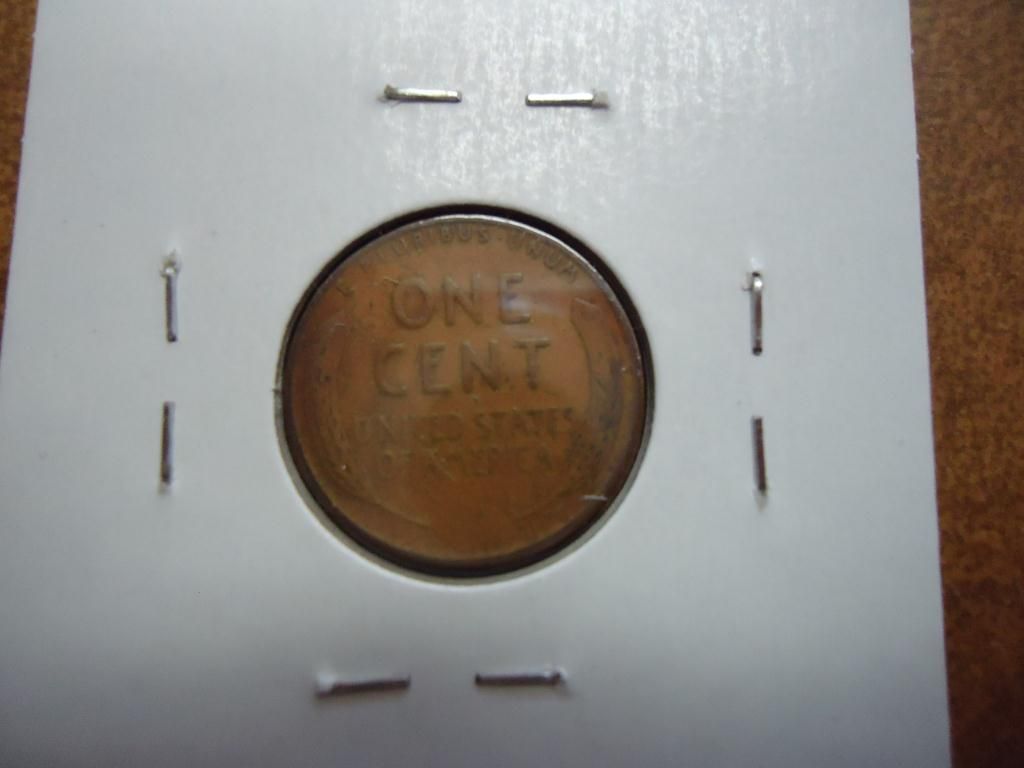 PLURIBUS · UNUM
ONE
CENT
UNITED STATES
OF AMERICA